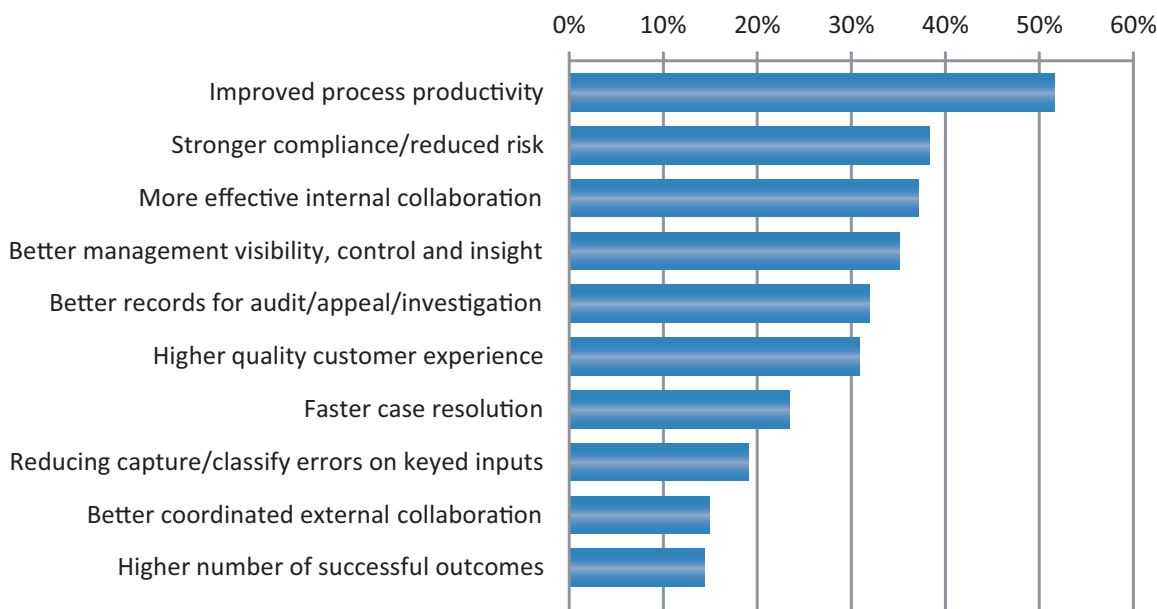 0% 10% 20% 30% 40% 50% 60%
Improved process productivity
Stronger compliance/reduced risk
More effective internal collaboration
Better management visibility, control and insight
Better records for audit/appeal/investigation
Higher quality customer experience
Faster case resolution
Reducing capture/classify errors on keyed inputs
Better coordinated external collaboration
Higher number of successful outcomes